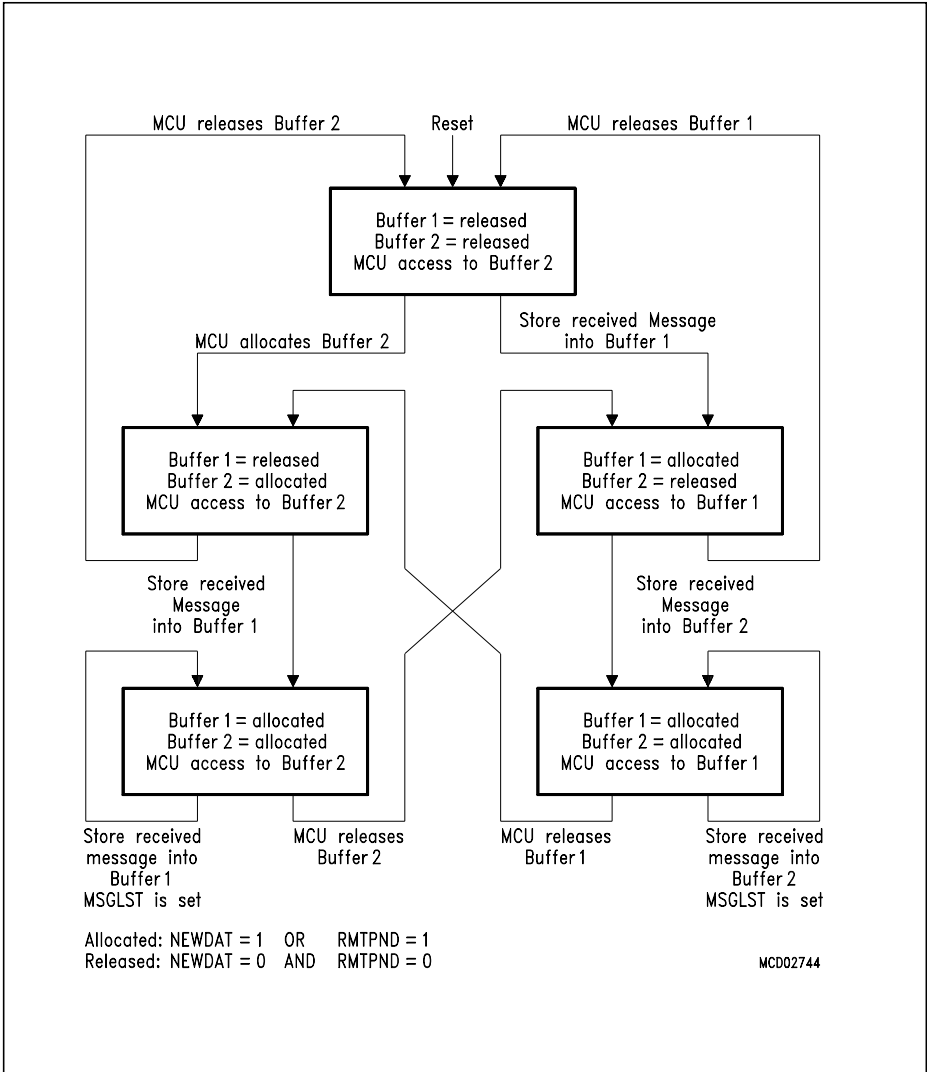 MCU releases Buffer 2
Reset
MCU releases Buffer 1
Buffer 1 = released
Buffer 2 = released
MCU access to Buffer 2
MCU allocates Buffer 2
Store received Message
into Buffer 1
Buffer 1 = released
Buffer 2 = allocated
MCU access to Buffer 2
Buffer 1 = allocated
Buffer 2 = released
MCU access to Buffer 1
Store received
Message
into Buffer 1
Store received
Message
into Buffer 2
Buffer 1 = allocated
Buffer 2 = allocated
MCU access to Buffer 2
Buffer 1 = allocated
Buffer 2 = allocated
MCU access to Buffer 1
Store received
message into
Buffer 1
MSGLST is set
MCU releases
Buffer 2
MCU releases
Buffer 1
Store received
message into
Buffer 2
MSGLST is set
Allocated: NEWDAT = 1 OR RMTPND = 1
Released: NEWDAT = 0 AND RMTPND = 0
MCD02744